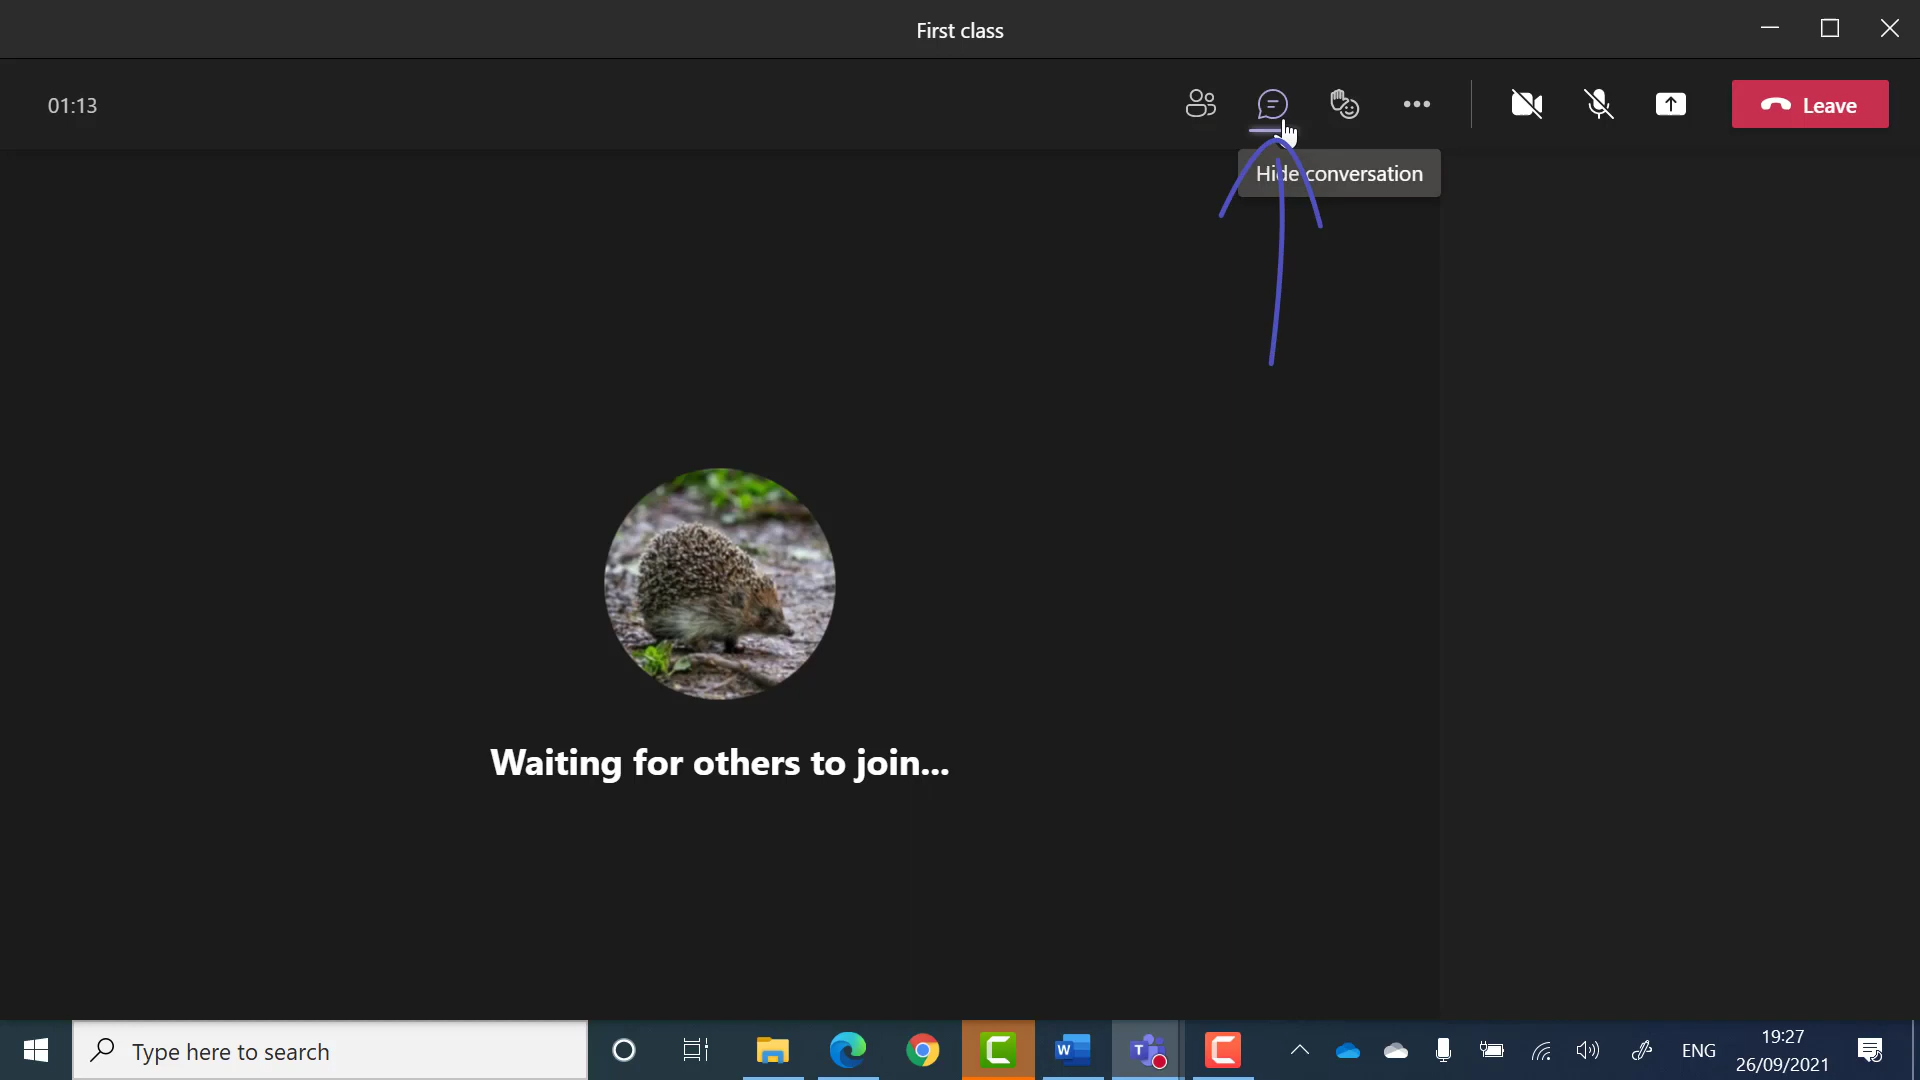 First class
01:13
Leave
Hide conversation
Waiting for others to join...
Type here to search
ENG
19:27
26/09/2021